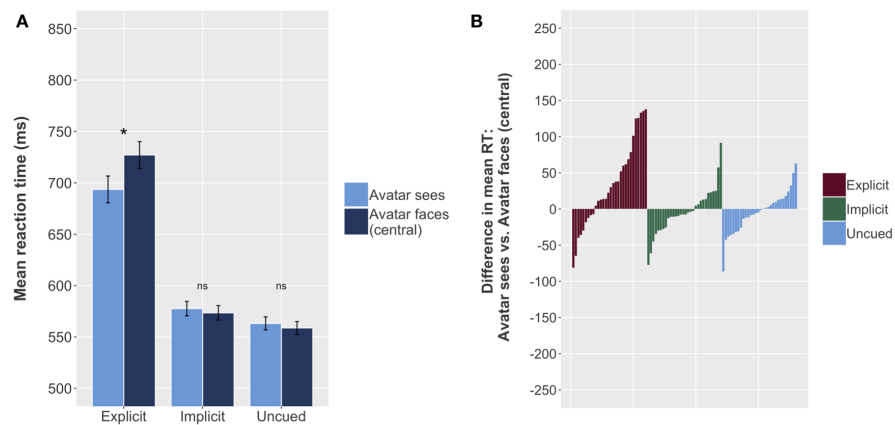 A
850
800
750
700
650
600
550
500
Mean reaction time (ms)
*
ns
ns
Explicit
Implicit
Uncued
Avatar sees
Avatar faces
(central)
B
250
200
150
100
50
0
-50
-100
-150
-200
-250
Difference in mean RT:
Avatar sees vs. Avatar faces (central)
Explicit
Implicit
Uncued